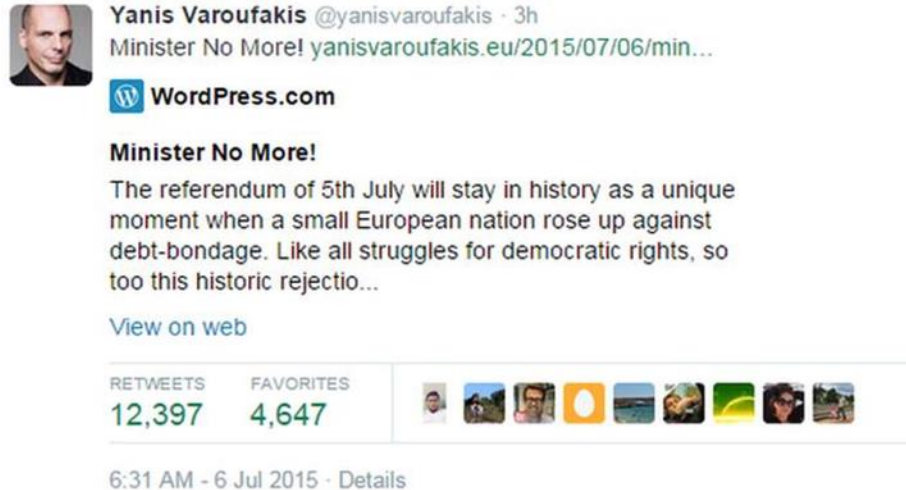 Yanis Varoufakis @yanisvaroufakis · 3h
Minister No More! yanisvaroufakis.eu/2015/07/06/min...
WordPress.com
Minister No More!
The referendum of 5th July will stay in history as a unique
moment when a small European nation rose up against
debt-bondage. Like all struggles for democratic rights, so
too this historic rejectio...
View on web
RETWEETS FAVORITES
12,397 4,647
6:31 AM - 6 Jul 2015 · Details